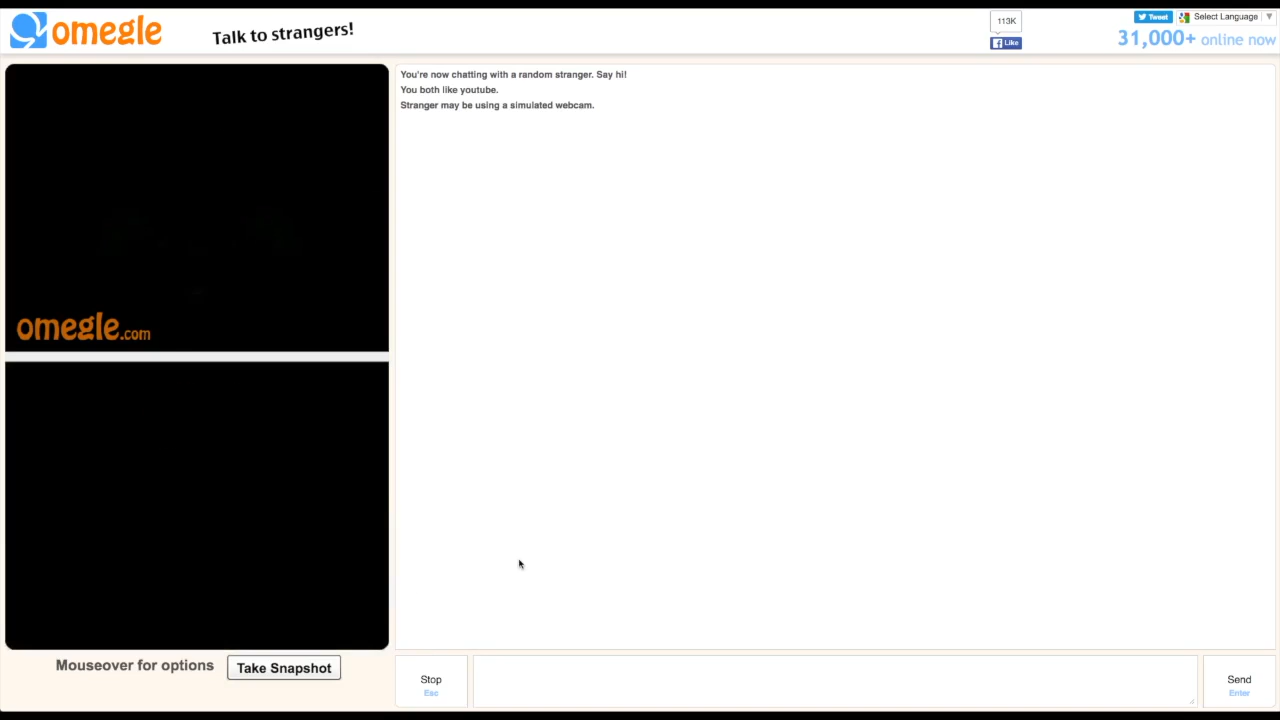 omegle
Talk to strangers!
113K
Like
Tweet
Select Language
31,000+ online now
You're now chatting with a random stranger. Say hi!
You both like youtube.
Stranger may be using a simulated webcam.
omegle.com
Mouseover for options
Take Snapshot
Stop
Esc
Send
Enter